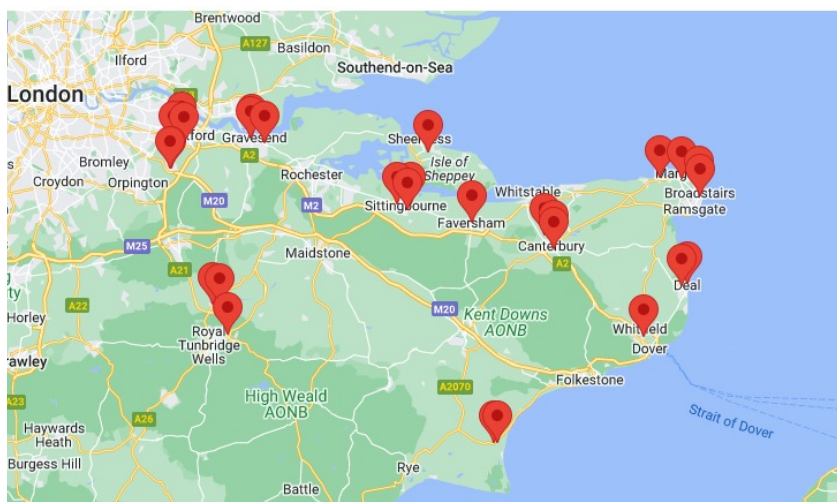 Brentwood
A127
Basildon
Ilford
Southend-on-Sea
London
Gravesend
Sheerness
A2
Bromley
Croydon
Orpington
Rochester
Isle of
Sheppey
Whitstable
Broadstairs
Ramsgate
M20
M2
Sittingbourne
Faversham
Canterbury
M25
Maidstone
A21
A2
Deal
A22
M20
Kent Downs
AONB
Horley
Royal
Tunbridge
Wells
Whitfield
Dover
A2070
Folkestone
High Weald
AONB
A23
A26
Strait of Dover
Haywards
Heath
Burgess Hill
Rye
Battle